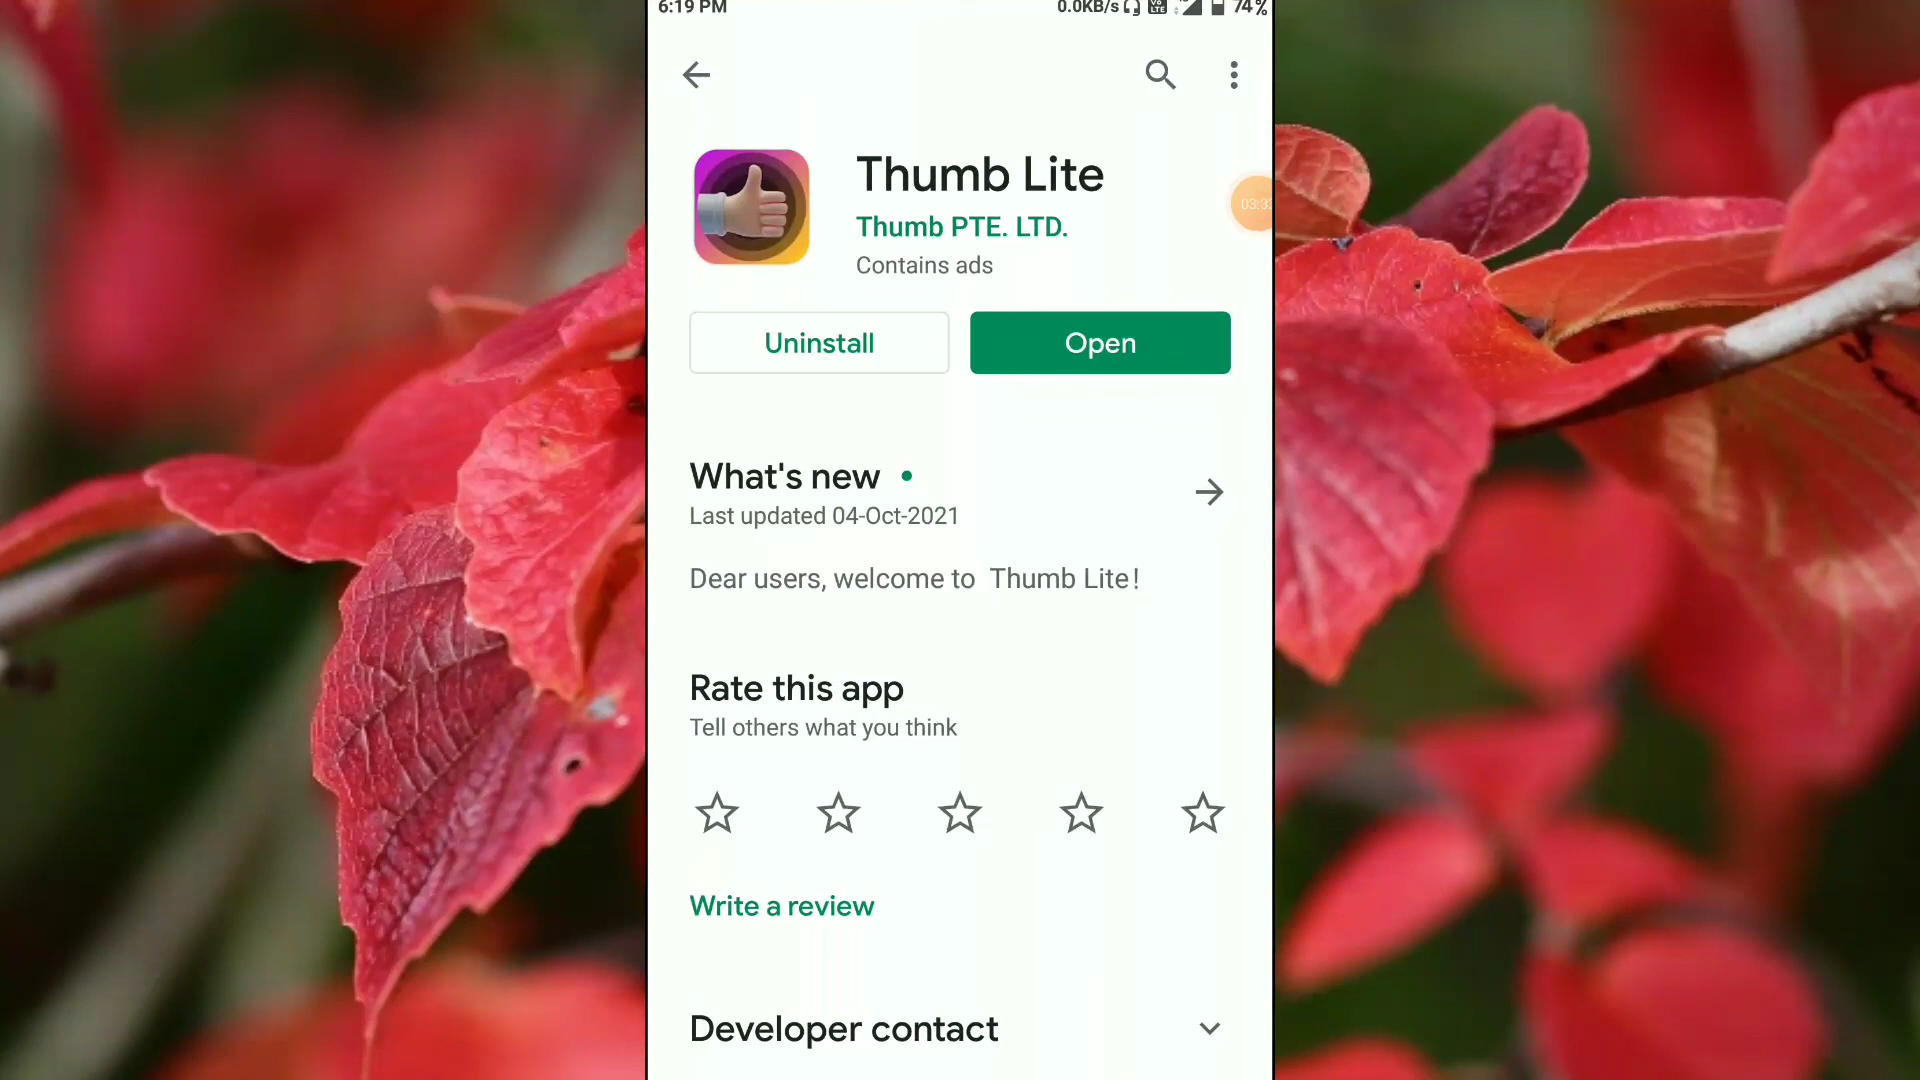 6:19 PM 0.0KB/s Vo LTE 74%
Thumb Lite
Thumb PTE. LTD.
Contains ads
Uninstall
Open
What's new
Last updated 04-Oct-2021
Dear users, welcome to Thumb Lite!
Rate this app
Tell others what you think
Write a review
Developer contact